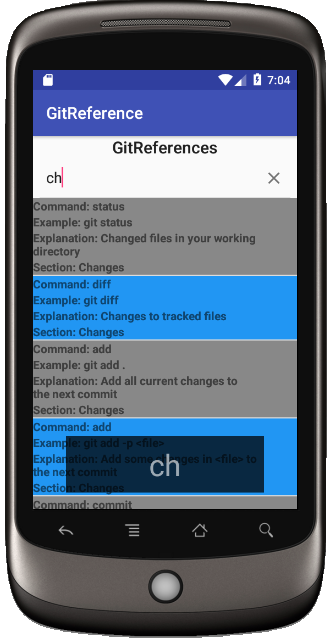 7:04
GitReference
GitReferences
ch
Command: status
Example: git status
Explanation: Changed files in your working
directory
Section: Changes
Command: diff
Example: git diff
Explanation: Changes to tracked files
Section: Changes
Command: add
Example: git add .
Explanation: Add all current changes to
the next commit
Section: Changes
Command: add
Example: git add -p <file>
Explanation: Add some changes in <file> to
the next commit
Section: Changes
ch
Command: commit